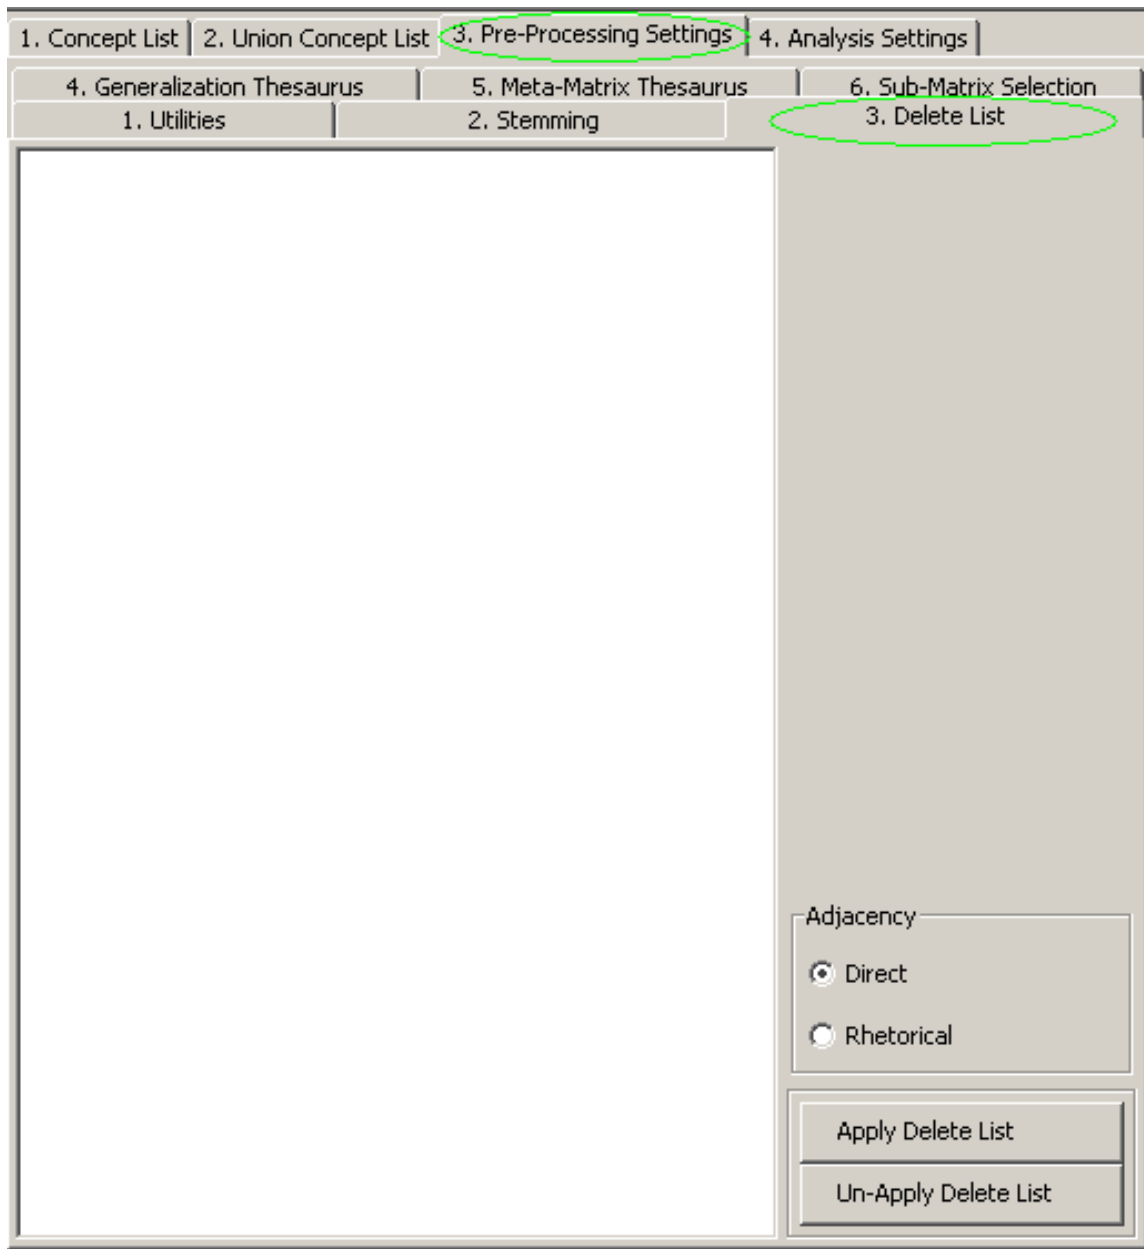 1. Concept List 2. Union Concept List 3. Pre-Processing Settings 4. Analysis Settings
4. Generalization Thesaurus 5. Meta-Matrix Thesaurus 6. Sub-Matrix Selection
1. Utilities 2. Stemming 3. Delete List
Adjacency
Direct
Rhetorical
Apply Delete List
Un-Apply Delete List